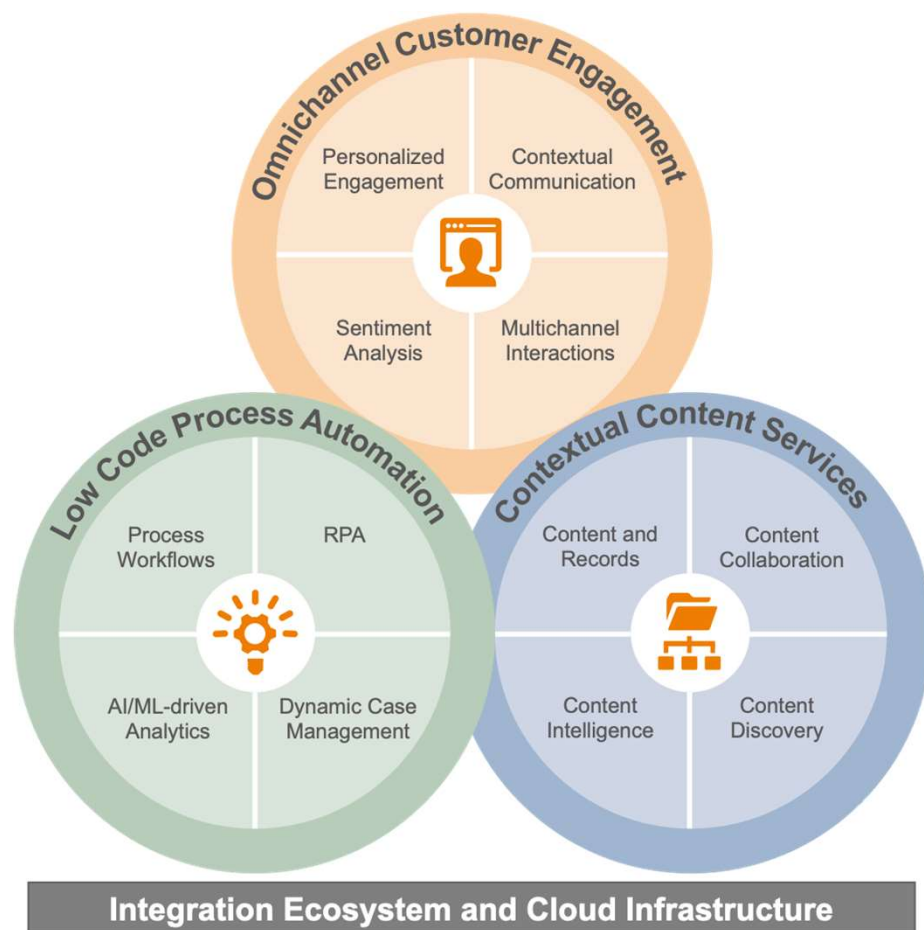 Omnichannel Customer Engagement
Personalized
Engagement
Contextual
Communication
Sentiment
Analysis
Multichannel
Interactions
Low Code Process Automation
Process
Workflows
RPA
AI/ML-driven
Analytics
Dynamic Case
Management
Contextual Content Services
Content and
Records
Content
Collaboration
Content
Intelligence
Content
Discovery
Integration Ecosystem and Cloud Infrastructure